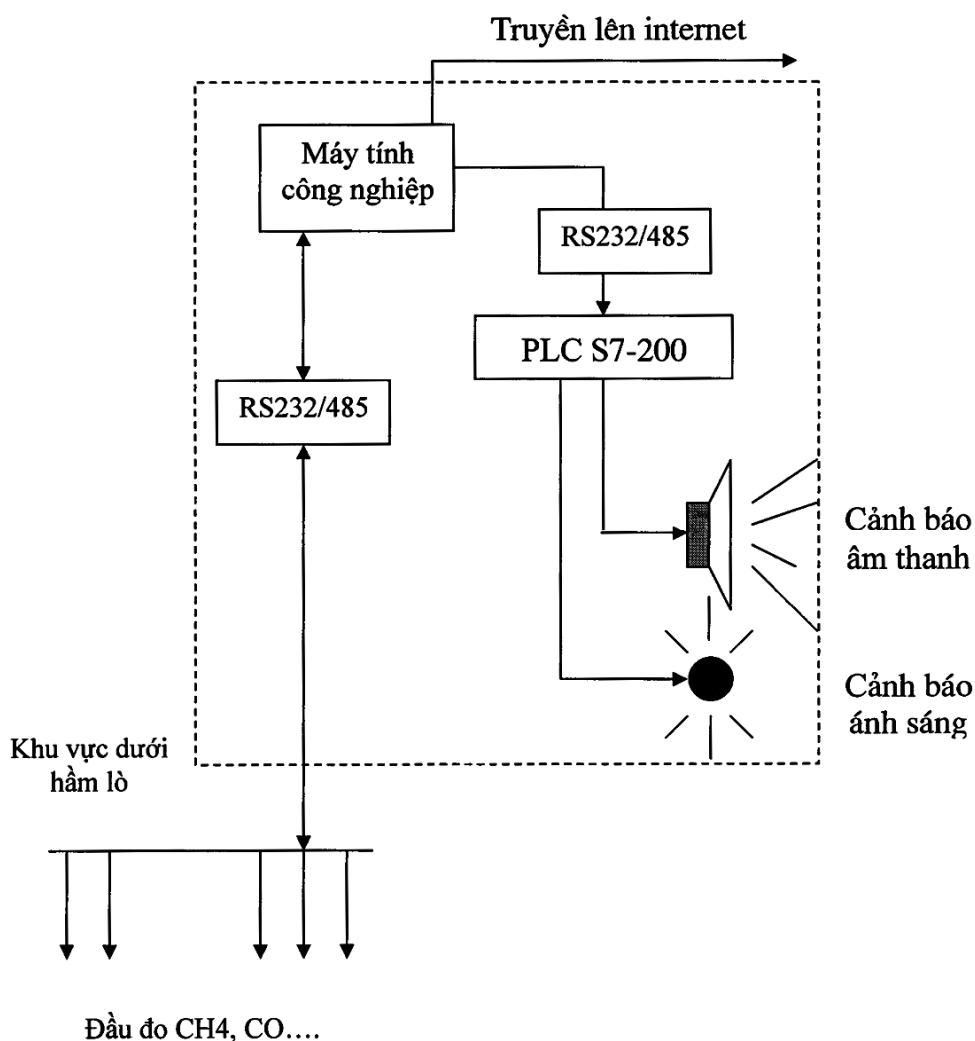 Truyền lên internet
Máy tính
công nghiệp
RS232/485
PLC S7-200
RS232/485
Cảnh báo
âm thanh
Cảnh báo
ánh sáng
Khu vực dưới
hầm lò
Đầu đo CH4, CO....